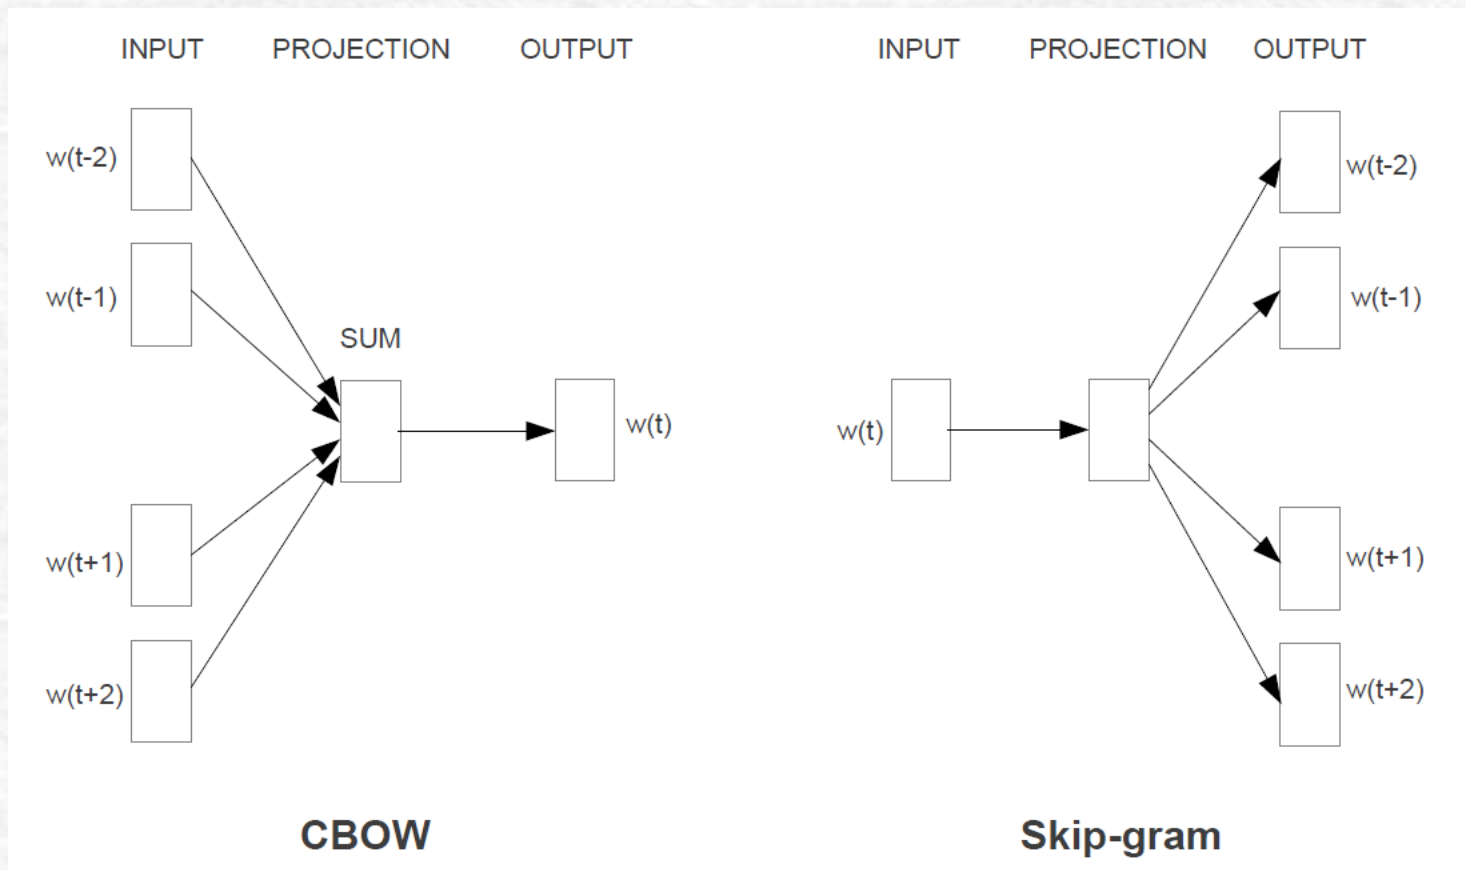 INPUT PROJECTION OUTPUT
w(t-2)
w(t-1)
SUM
w(t)
w(t+1)
w(t+2)
CBOW
INPUT PROJECTION OUTPUT
w(t-2)
w(t-1)
w(t)
w(t+1)
w(t+2)
Skip-gram